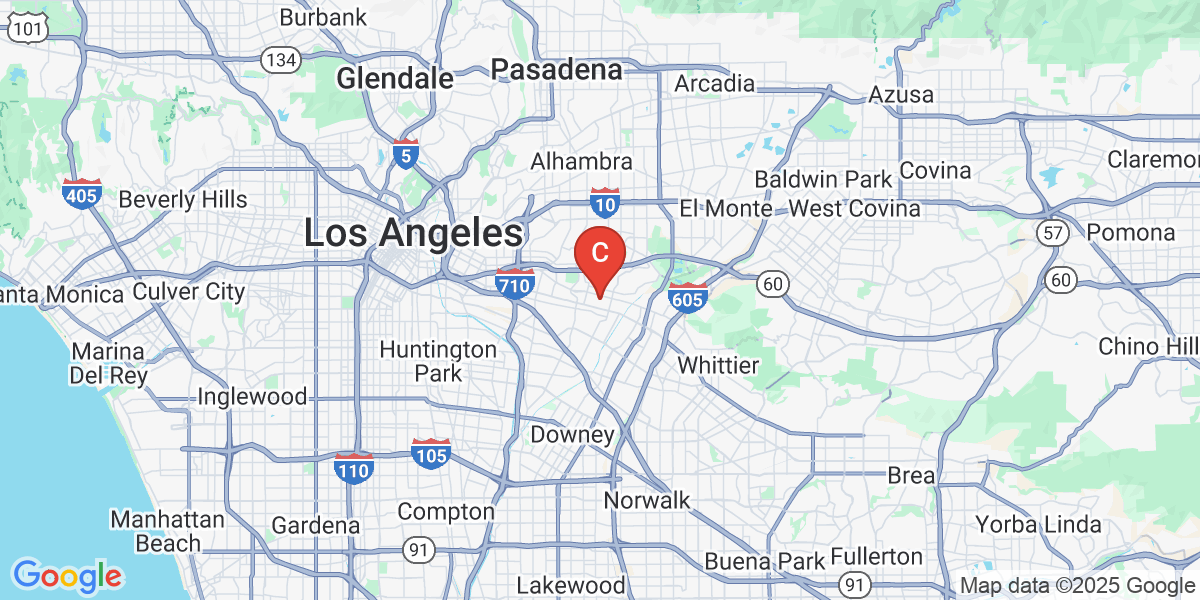 Burbank
101
134
Glendale
Pasadena
Arcadia
Azusa
5
Alhambra
Claremon
405
Beverly Hills
10
Baldwin Park
Covina
El Monte
West Covina
Los Angeles
C
57
Pomona
710
605
60
60
anta Monica
Culver City
Marina
Del Rey
Huntington
Park
Whittier
Chino Hill
Inglewood
Downey
110
105
Brea
Norwalk
Manhattan
Beach
Gardena
Compton
Yorba Linda
91
Buena Park
Fullerton
Google
Lakewood
91
Map data ©2025 Google